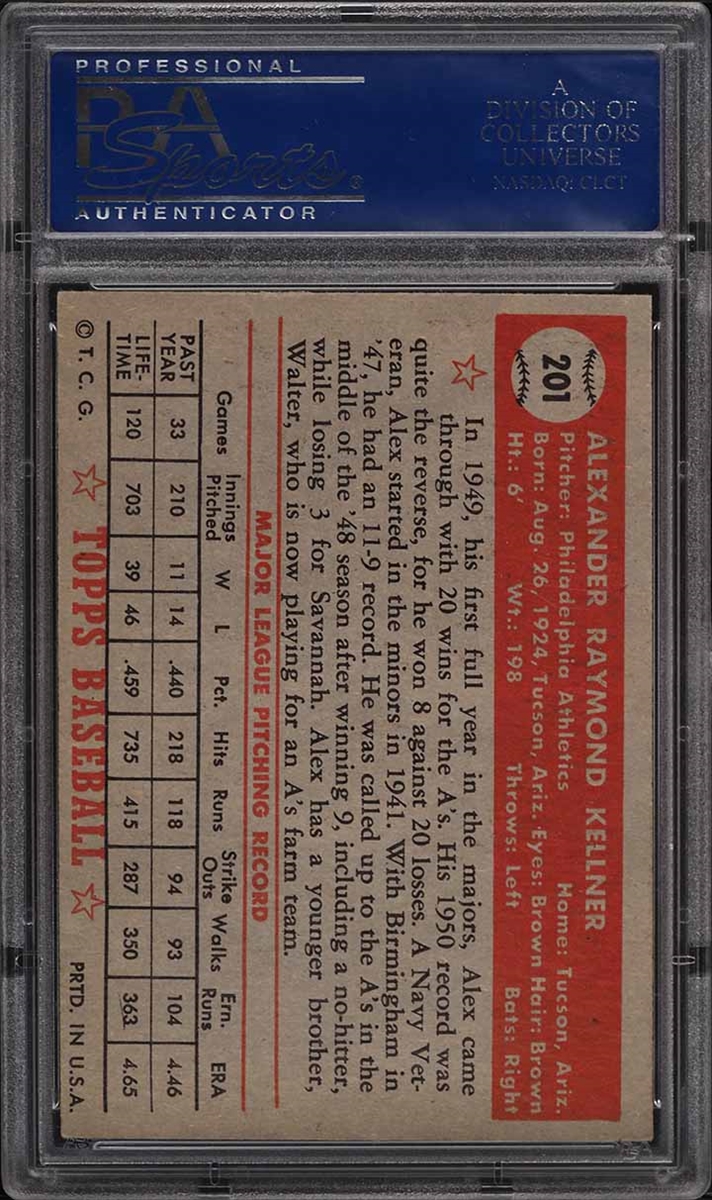 PROFESSIONAL
PSA
Sports®
AUTHENTICATOR
A
DIVISION OF
COLLECTORS
UNIVERSE
NASDAQ: CLCT
201
ALEXANDER RAYMOND KELLNER
Pitcher: Philadelphia Athletics Home: Tucson, Ariz.
Born: Aug. 26, 1924, Tucson, Ariz. Eyes: Brown Hair: Brown
Ht.: 6' Wt.: 198 Throws: Left Bats: Right
In 1949, his first full year in the majors, Alex came
through with 20 wins for the A's. His 1950 record was
quite the reverse, for he won 8 against 20 losses. A Navy Vet-
eran, Alex started in the minors in 1941. With Birmingham in
'47, he had an 11-9 record. He was called up to the A's in the
middle of the '48 season after winning 9, including a no-hitter,
while losing 3 for Savannah. Alex has a younger brother,
Walter, who is now playing for an A's farm team.
MAJOR LEAGUE PITCHING RECORD
Games Innings Pitched W L Pct. Hits Runs Strike Outs Walks Ern. Runs ERA
PAST YEAR 33 210 11 14 .440 218 118 94 93 104 4.46
LIFE-TIME 120 703 39 46 .459 735 415 287 350 363 4.65
© T. C. G. TOPPS BASEBALL PRTD. IN U.S.A.